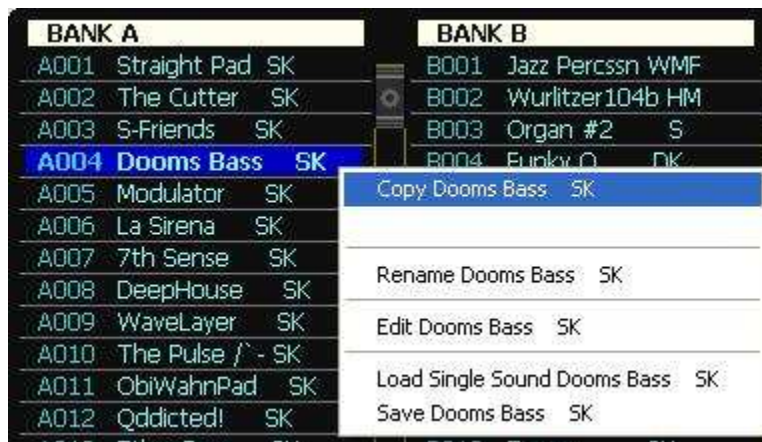 BANK A
A001 Straight Pad SK
A002 The Cutter SK
A003 S-Friends SK
A004 Dooms Bass SK
A005 Modulator SK
A006 La Sirena SK
A007 7th Sense SK
A008 DeepHouse SK
A009 WaveLayer SK
A010 The Pulse /`- SK
A011 ObiWahnPad SK
A012 Qddicted! SK
BANK B
B001 Jazz Percssn WMF
B002 Wurlitzer104b HM
B003 Organ #2 S
B004 Funky O DK
Copy Dooms Bass SK
Rename Dooms Bass SK
Edit Dooms Bass SK
Load Single Sound Dooms Bass SK
Save Dooms Bass SK